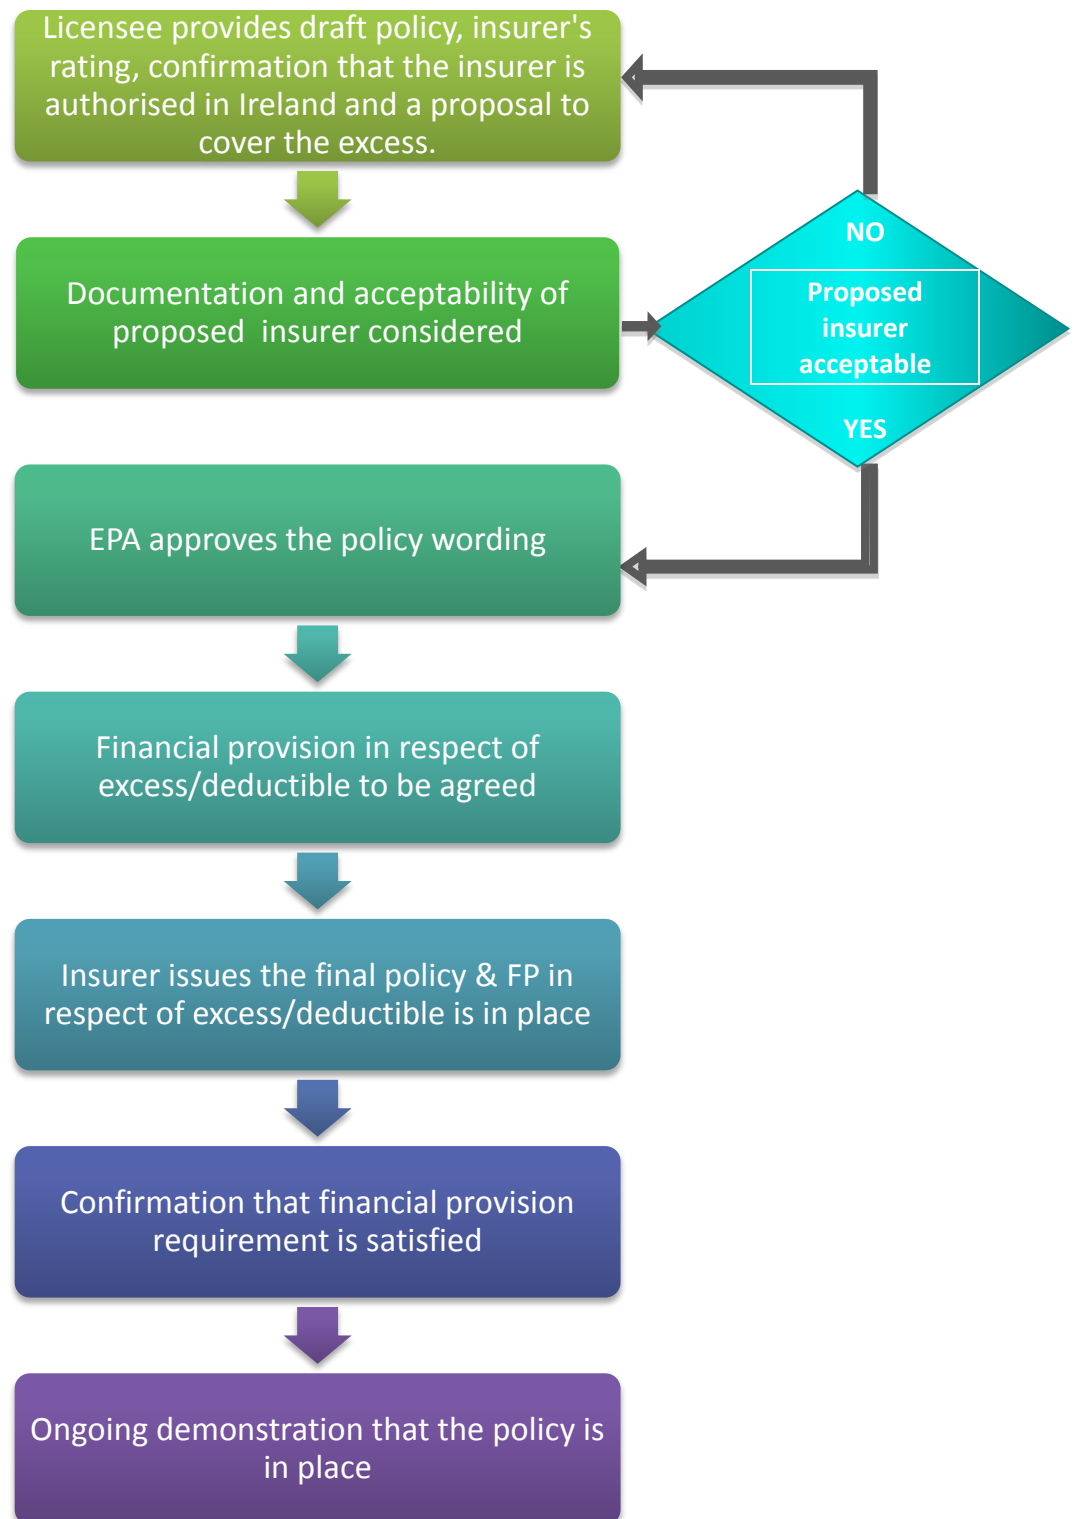 Licensee provides draft policy, insurer's
rating, confirmation that the insurer is
authorised in Ireland and a proposal to
cover the excess.
Documentation and acceptability of
proposed  insurer considered
NO
Proposed
insurer
acceptable
YES
EPA approves the policy wording
Financial provision in respect of
excess/deductible to be agreed
Insurer issues the final policy & FP in
respect of excess/deductible is in place
Confirmation that financial provision
requirement is satisfied
Ongoing demonstration that the policy is
in place